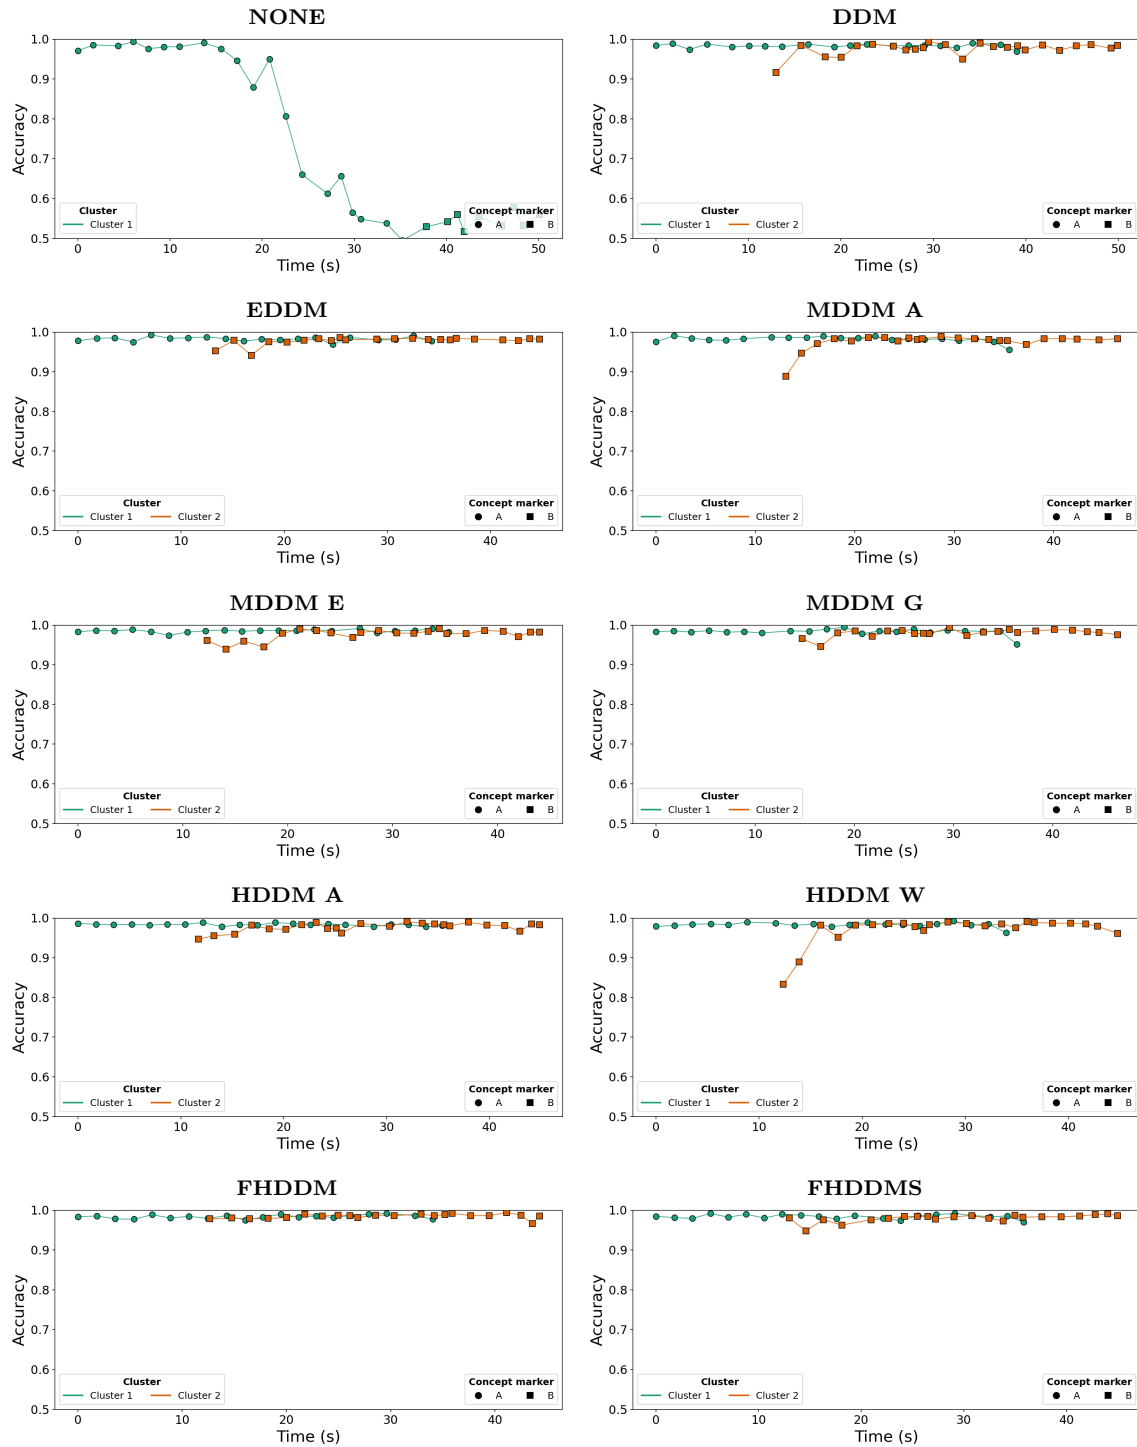 NONE
1.0
0.9
0.8
0.7
0.6
0.5
Accuracy
Cluster
Cluster 1
Concept marker
A B
0 10 20 30 40 50
Time (s)
DDM
1.0
0.9
0.8
0.7
0.6
0.5
Accuracy
Cluster
Cluster 1 Cluster 2
Concept marker
A B
0 10 20 30 40 50
Time (s)
EDDM
1.0
0.9
0.8
0.7
0.6
0.5
Accuracy
Cluster
Cluster 1 Cluster 2
Concept marker
A B
0 10 20 30 40
Time (s)
MDDM A
1.0
0.9
0.8
0.7
0.6
0.5
Accuracy
Cluster
Cluster 1 Cluster 2
Concept marker
A B
0 10 20 30 40
Time (s)
MDDM E
1.0
0.9
0.8
0.7
0.6
0.5
Accuracy
Cluster
Cluster 1 Cluster 2
Concept marker
A B
0 10 20 30 40
Time (s)
MDDM G
1.0
0.9
0.8
0.7
0.6
0.5
Accuracy
Cluster
Cluster 1 Cluster 2
Concept marker
A B
0 10 20 30 40
Time (s)
HDDM A
1.0
0.9
0.8
0.7
0.6
0.5
Accuracy
Cluster
Cluster 1 Cluster 2
Concept marker
A B
0 10 20 30 40
Time (s)
HDDM W
1.0
0.9
0.8
0.7
0.6
0.5
Accuracy
Cluster
Cluster 1 Cluster 2
Concept marker
A B
0 10 20 30 40
Time (s)
FHDDM
1.0
0.9
0.8
0.7
0.6
0.5
Accuracy
Cluster
Cluster 1 Cluster 2
Concept marker
A B
0 10 20 30 40
Time (s)
FHDDMS
1.0
0.9
0.8
0.7
0.6
0.5
Accuracy
Cluster
Cluster 1 Cluster 2
Concept marker
A B
0 10 20 30 40
Time (s)